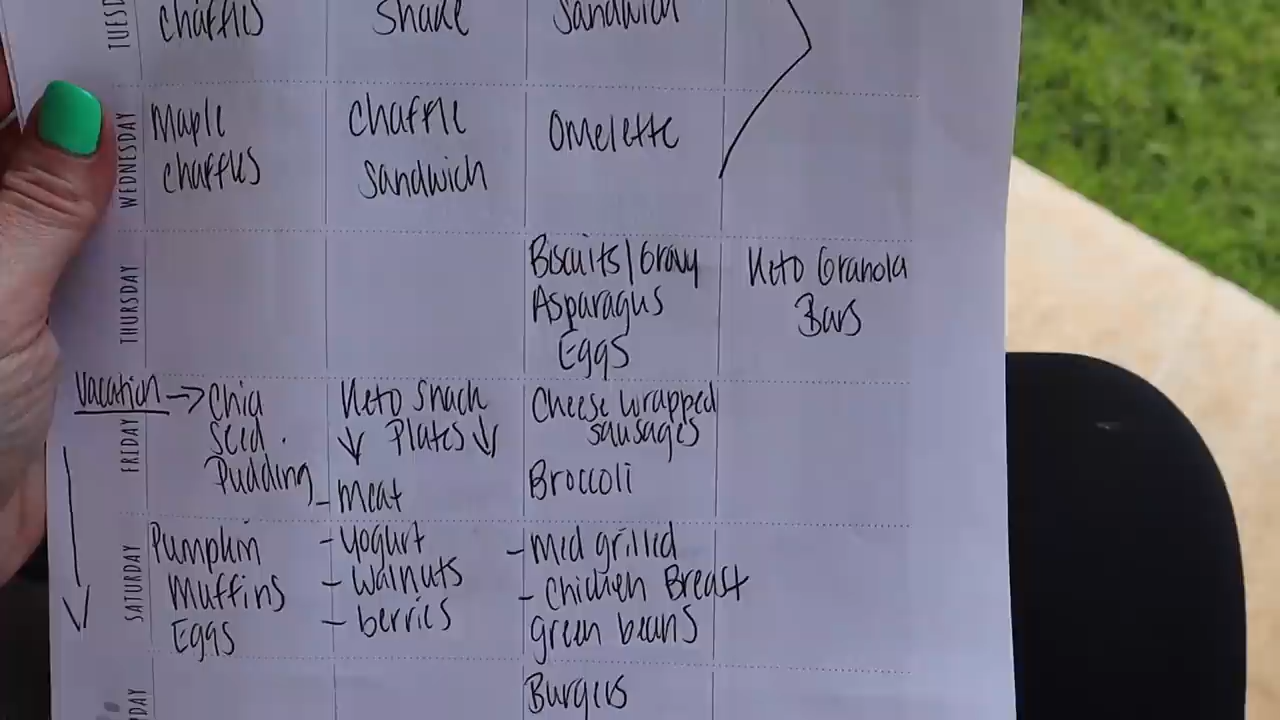 TUESD
chaffles
Shake
Sandwich
WEDNESDAY
Maple
chaffles
Chaffle
Sandwich
Omelette
THURSDAY
Biscuits/Gravy
Asparagus
Eggs
Keto Granola
Bars
FRIDAY
Vacation → Chia
Seed
Pudding
Keto Snack
↓ Plates ↓
- meat
Cheese wrapped
sausages
Broccoli
SATURDAY
Pumpkin
Muffins
Eggs
- yogurt
- walnuts
- berries
- med grilled
- chicken Breast
green beans
DAY
Burgers